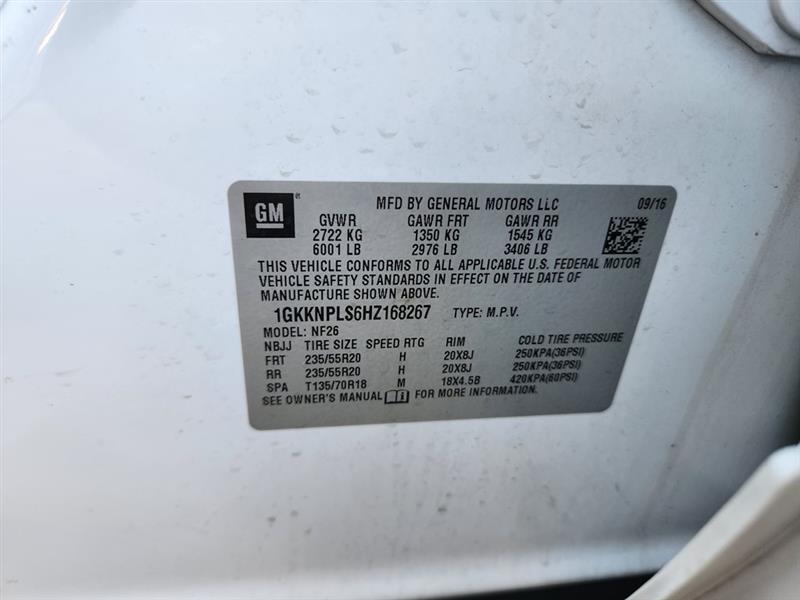 GM
MFD BY GENERAL MOTORS LLC 09/16
GVWR GAWR FRT GAWR RR
2722 KG 1350 KG 1545 KG
6001 LB 2976 LB 3406 LB
THIS VEHICLE CONFORMS TO ALL APPLICABLE U.S. FEDERAL MOTOR
VEHICLE SAFETY STANDARDS IN EFFECT ON THE DATE OF
MANUFACTURE SHOWN ABOVE.
1GKKNPLS6HZ168267 TYPE: M.P.V.
MODEL: NF26
NBJJ TIRE SIZE SPEED RTG RIM COLD TIRE PRESSURE
FRT 235/55R20 H 20X8J 250KPA(36PSI)
RR 235/55R20 H 20X8J 250KPA(36PSI)
SPA T135/70R18 M 18X4.5B 420KPA(60PSI)
SEE OWNER'S MANUAL FOR MORE INFORMATION.